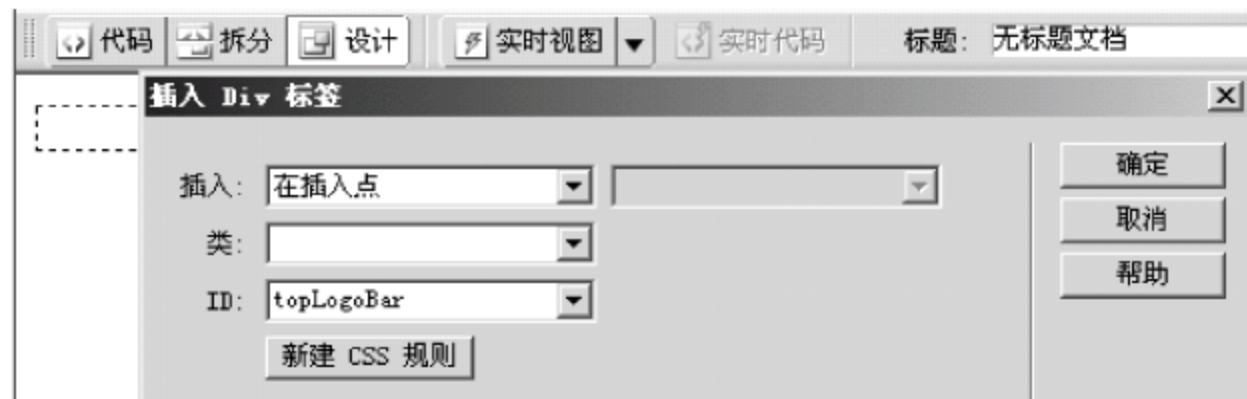 代码 拆分 设计 实时视图 实时代码 标题: 无标题文档
插入 Div 标签
插入: 在插入点 确定
取消
类:
帮助
ID: topLogoBar
新建 CSS 规则